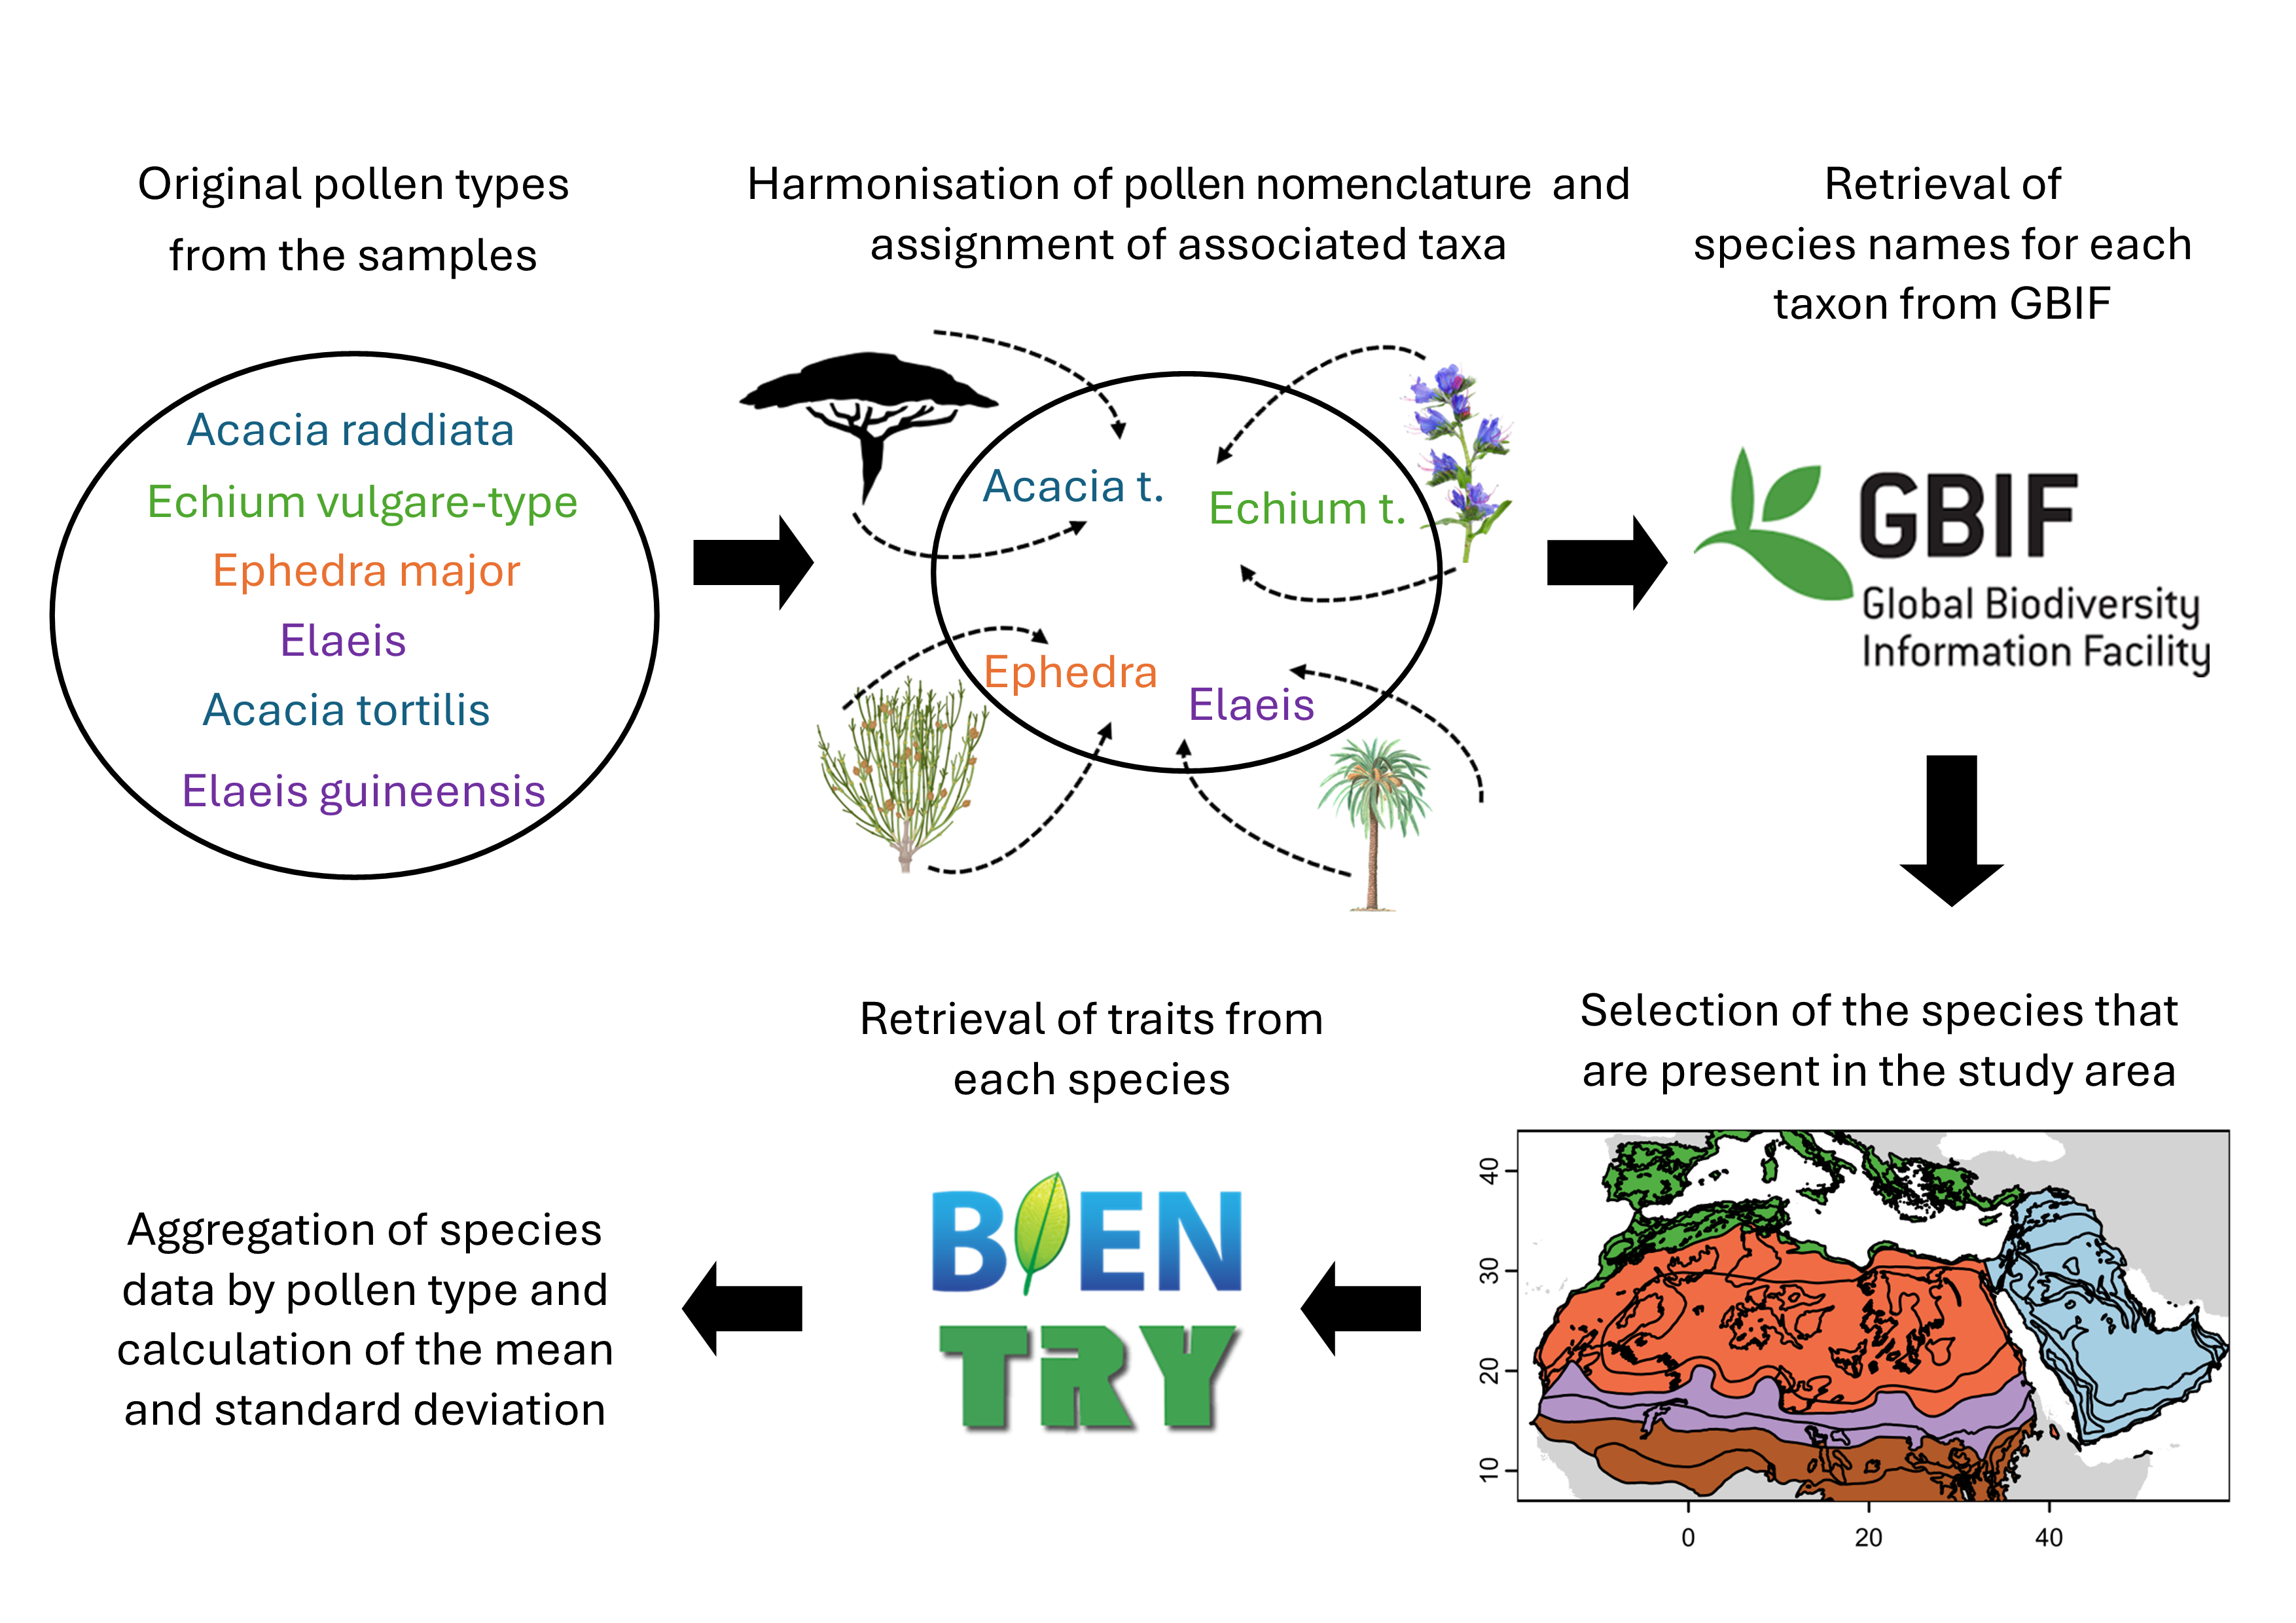 Original pollen types
from the samples
Acacia raddiata
Echium vulgare-type
Ephedra major
Elaeis
Acacia tortilis
Elaeis guineensis
Harmonisation of pollen nomenclature and
assignment of associated taxa
Acacia t.
Echium t.
Ephedra
Elaeis
Retrieval of
species names for each
taxon from GBIF
GBIF
Global Biodiversity
Information Facility
Selection of the species that
are present in the study area
40
30
20
10
0 20 40
Retrieval of traits from
each species
BIEN
TRY
Aggregation of species
data by pollen type and
calculation of the mean
and standard deviation